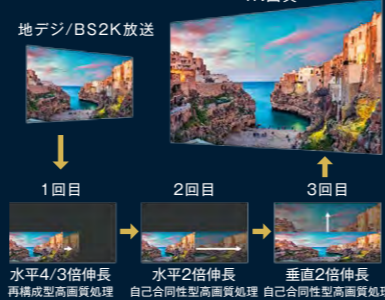 地デジ/BS2K放送
1回目
2回目
3回目
水平4/3倍伸長
再構成型高画質処理
水平2倍伸長
自己合同性型高画質処理
垂直2倍伸長
自己合同性型高画質処理